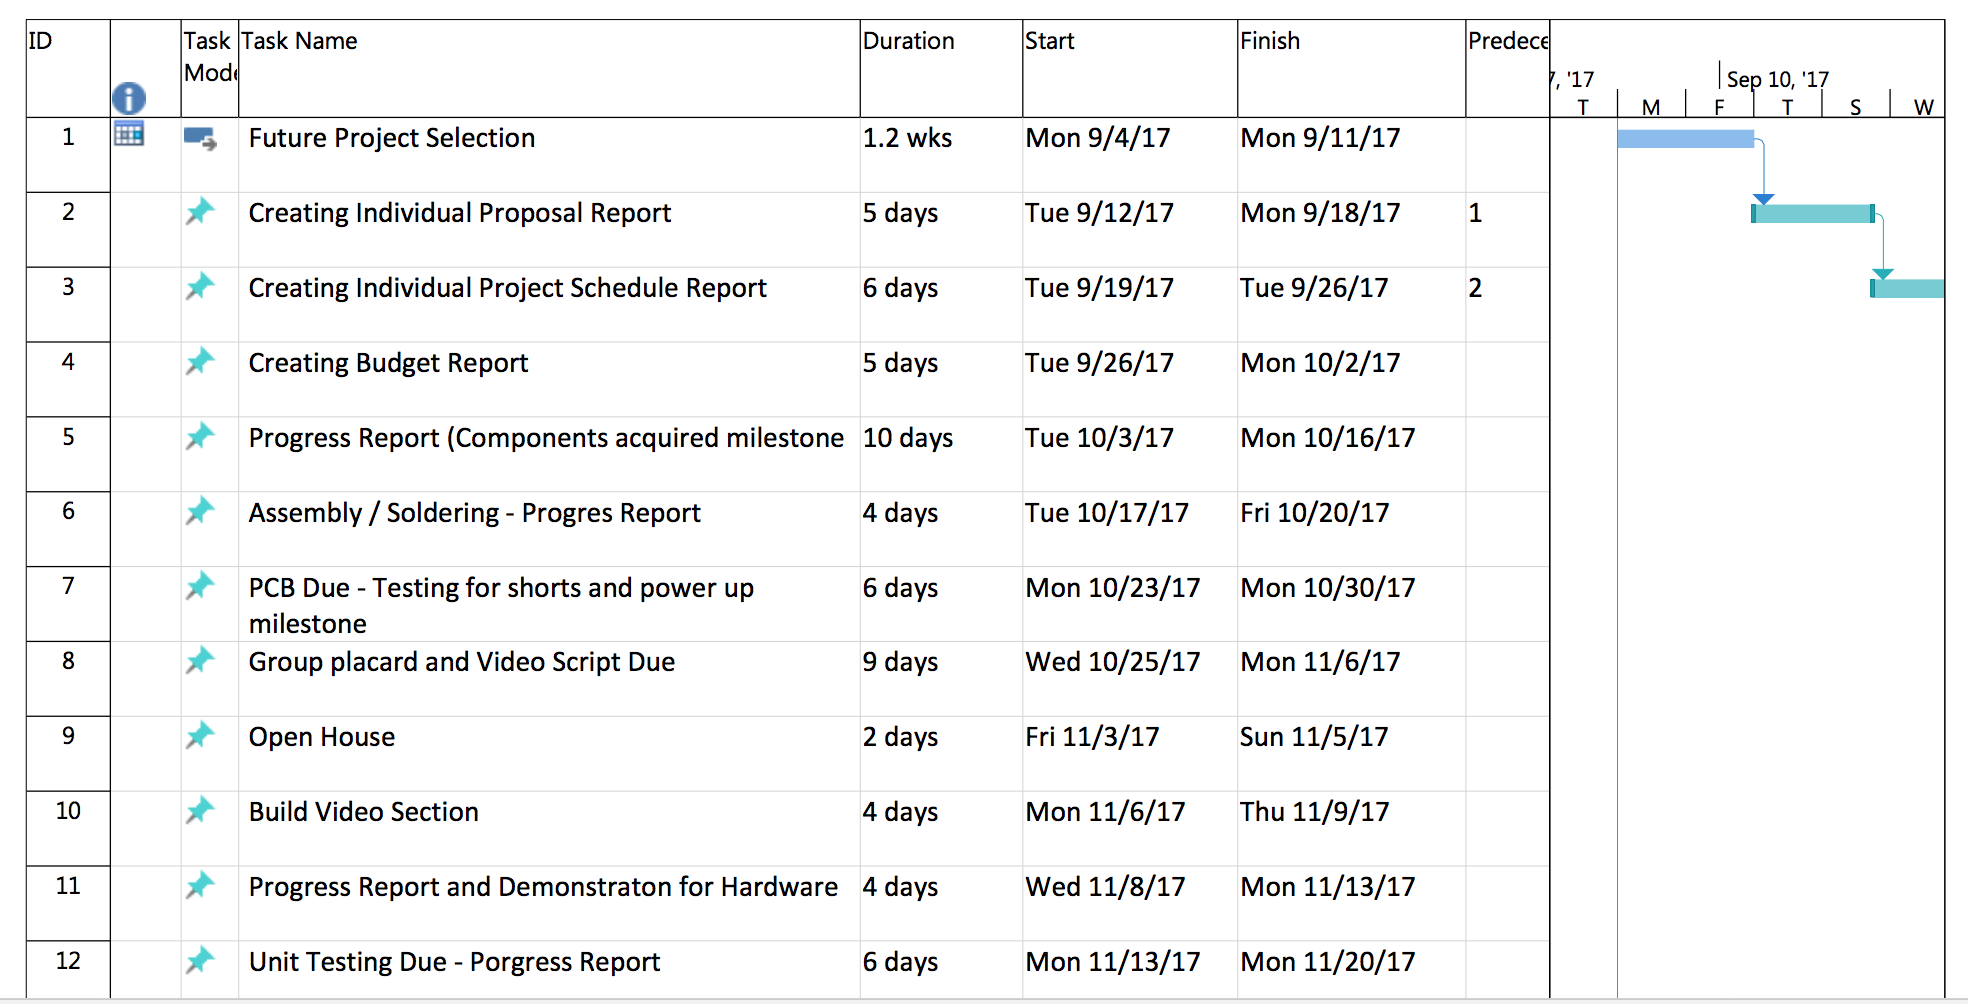 ID Task Task Name Duration Start Finish Predece
Mode
7, '17 Sep 10, '17
T M F T S W
1 Future Project Selection 1.2 wks Mon 9/4/17 Mon 9/11/17
2 Creating Individual Proposal Report 5 days Tue 9/12/17 Mon 9/18/17 1
3 Creating Individual Project Schedule Report 6 days Tue 9/19/17 Tue 9/26/17 2
4 Creating Budget Report 5 days Tue 9/26/17 Mon 10/2/17
5 Progress Report (Components acquired milestone 10 days Tue 10/3/17 Mon 10/16/17
6 Assembly / Soldering - Progres Report 4 days Tue 10/17/17 Fri 10/20/17
7 PCB Due - Testing for shorts and power up 6 days Mon 10/23/17 Mon 10/30/17
milestone
8 Group placard and Video Script Due 9 days Wed 10/25/17 Mon 11/6/17
9 Open House 2 days Fri 11/3/17 Sun 11/5/17
10 Build Video Section 4 days Mon 11/6/17 Thu 11/9/17
11 Progress Report and Demonstraton for Hardware 4 days Wed 11/8/17 Mon 11/13/17
12 Unit Testing Due - Porgress Report 6 days Mon 11/13/17 Mon 11/20/17